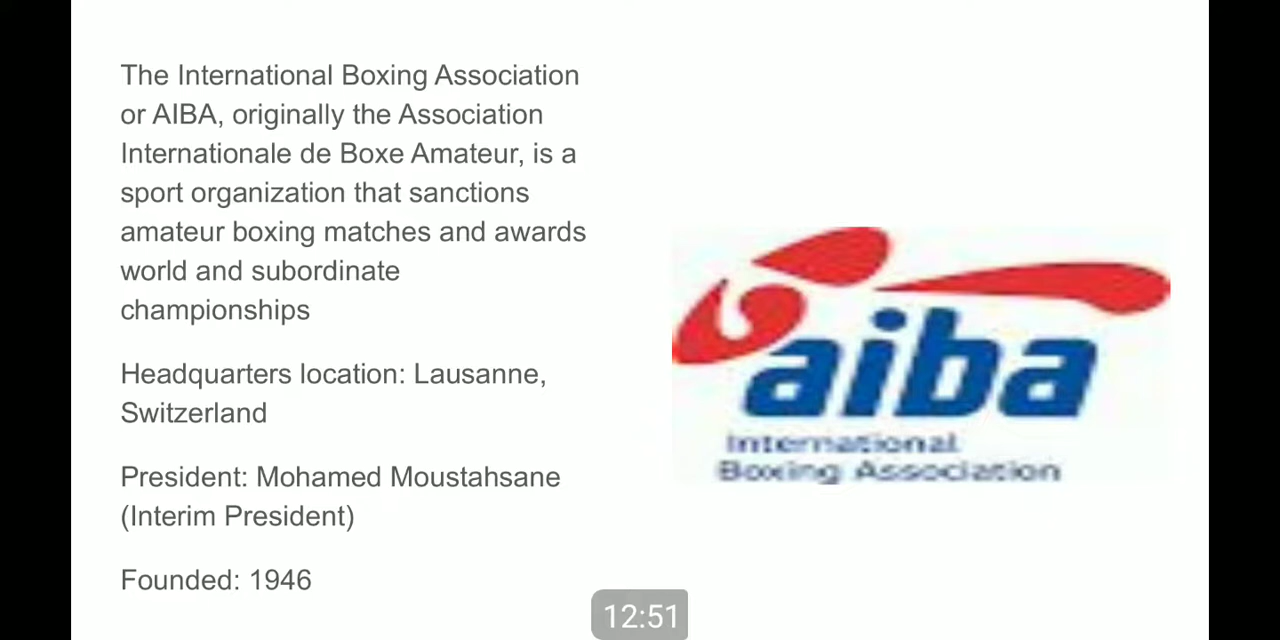 The International Boxing Association
or AIBA, originally the Association
Internationale de Boxe Amateur, is a
sport organization that sanctions
amateur boxing matches and awards
world and subordinate
championships
Headquarters location: Lausanne,
Switzerland
President: Mohamed Moustahsane
(Interim President)
Founded: 1946
aiba
International
Boxing Association
12:51